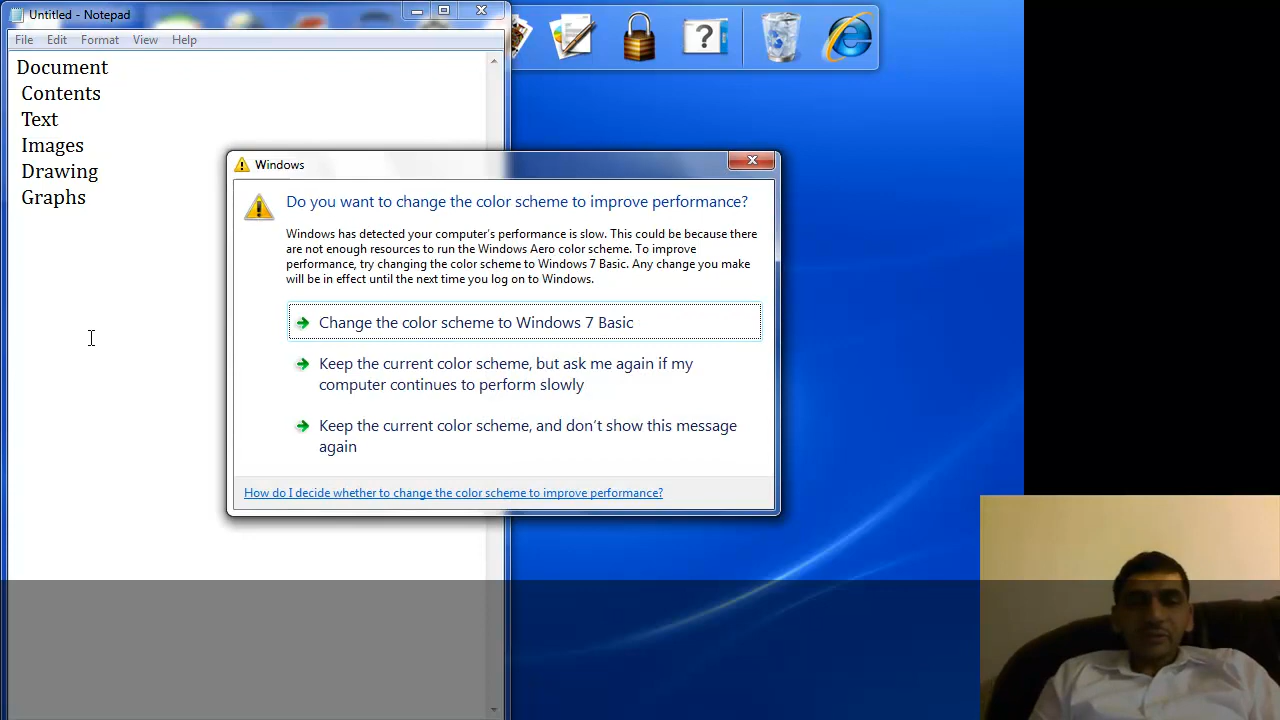 Untitled - Notepad
File Edit Format View Help
Document
Contents
Text
Images
Drawing
Graphs
Windows
Do you want to change the color scheme to improve performance?
Windows has detected your computer's performance is slow. This could be because there
are not enough resources to run the Windows Aero color scheme. To improve
performance, try changing the color scheme to Windows 7 Basic. Any change you make
will be in effect until the next time you log on to Windows.
Change the color scheme to Windows 7 Basic
Keep the current color scheme, but ask me again if my
computer continues to perform slowly
Keep the current color scheme, and don't show this message
again
How do I decide whether to change the color scheme to improve performance?